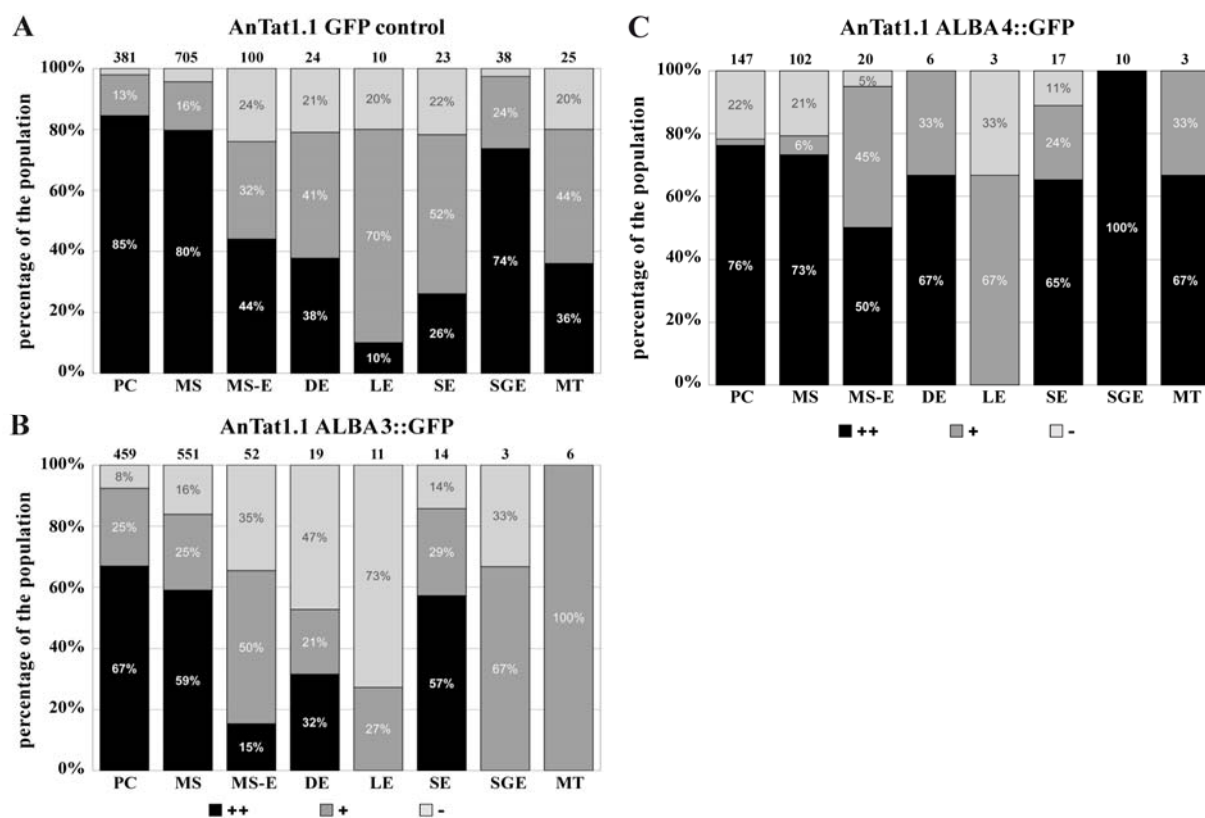 A
AnTat1.1 GFP control
381 705 100 24 10 23 38 25
percentage of the population
100%
80%
60%
40%
20%
0%
13% 16% 24% 21% 20% 22% 24% 20%
32% 41% 70% 52% 44%
85% 80% 44% 38% 10% 26% 74% 36%
PC MS MS-E DE LE SE SGE MT
B
AnTat1.1 ALBA3::GFP
459 551 52 19 11 14 3 6
percentage of the population
100%
80%
60%
40%
20%
0%
8% 16% 35% 47% 73% 14% 33%
25% 25% 50% 21% 27% 29% 67% 100%
67% 59% 15% 32% 57%
PC MS MS-E DE LE SE SGE MT
++ + -
C
AnTat1.1 ALBA4::GFP
147 102 20 6 3 17 10 3
percentage of the population
100%
80%
60%
40%
20%
0%
22% 21% 5% 33% 11%
6% 45% 33% 67% 24% 33%
76% 73% 50% 67% 65% 100% 67%
PC MS MS-E DE LE SE SGE MT
++ + -